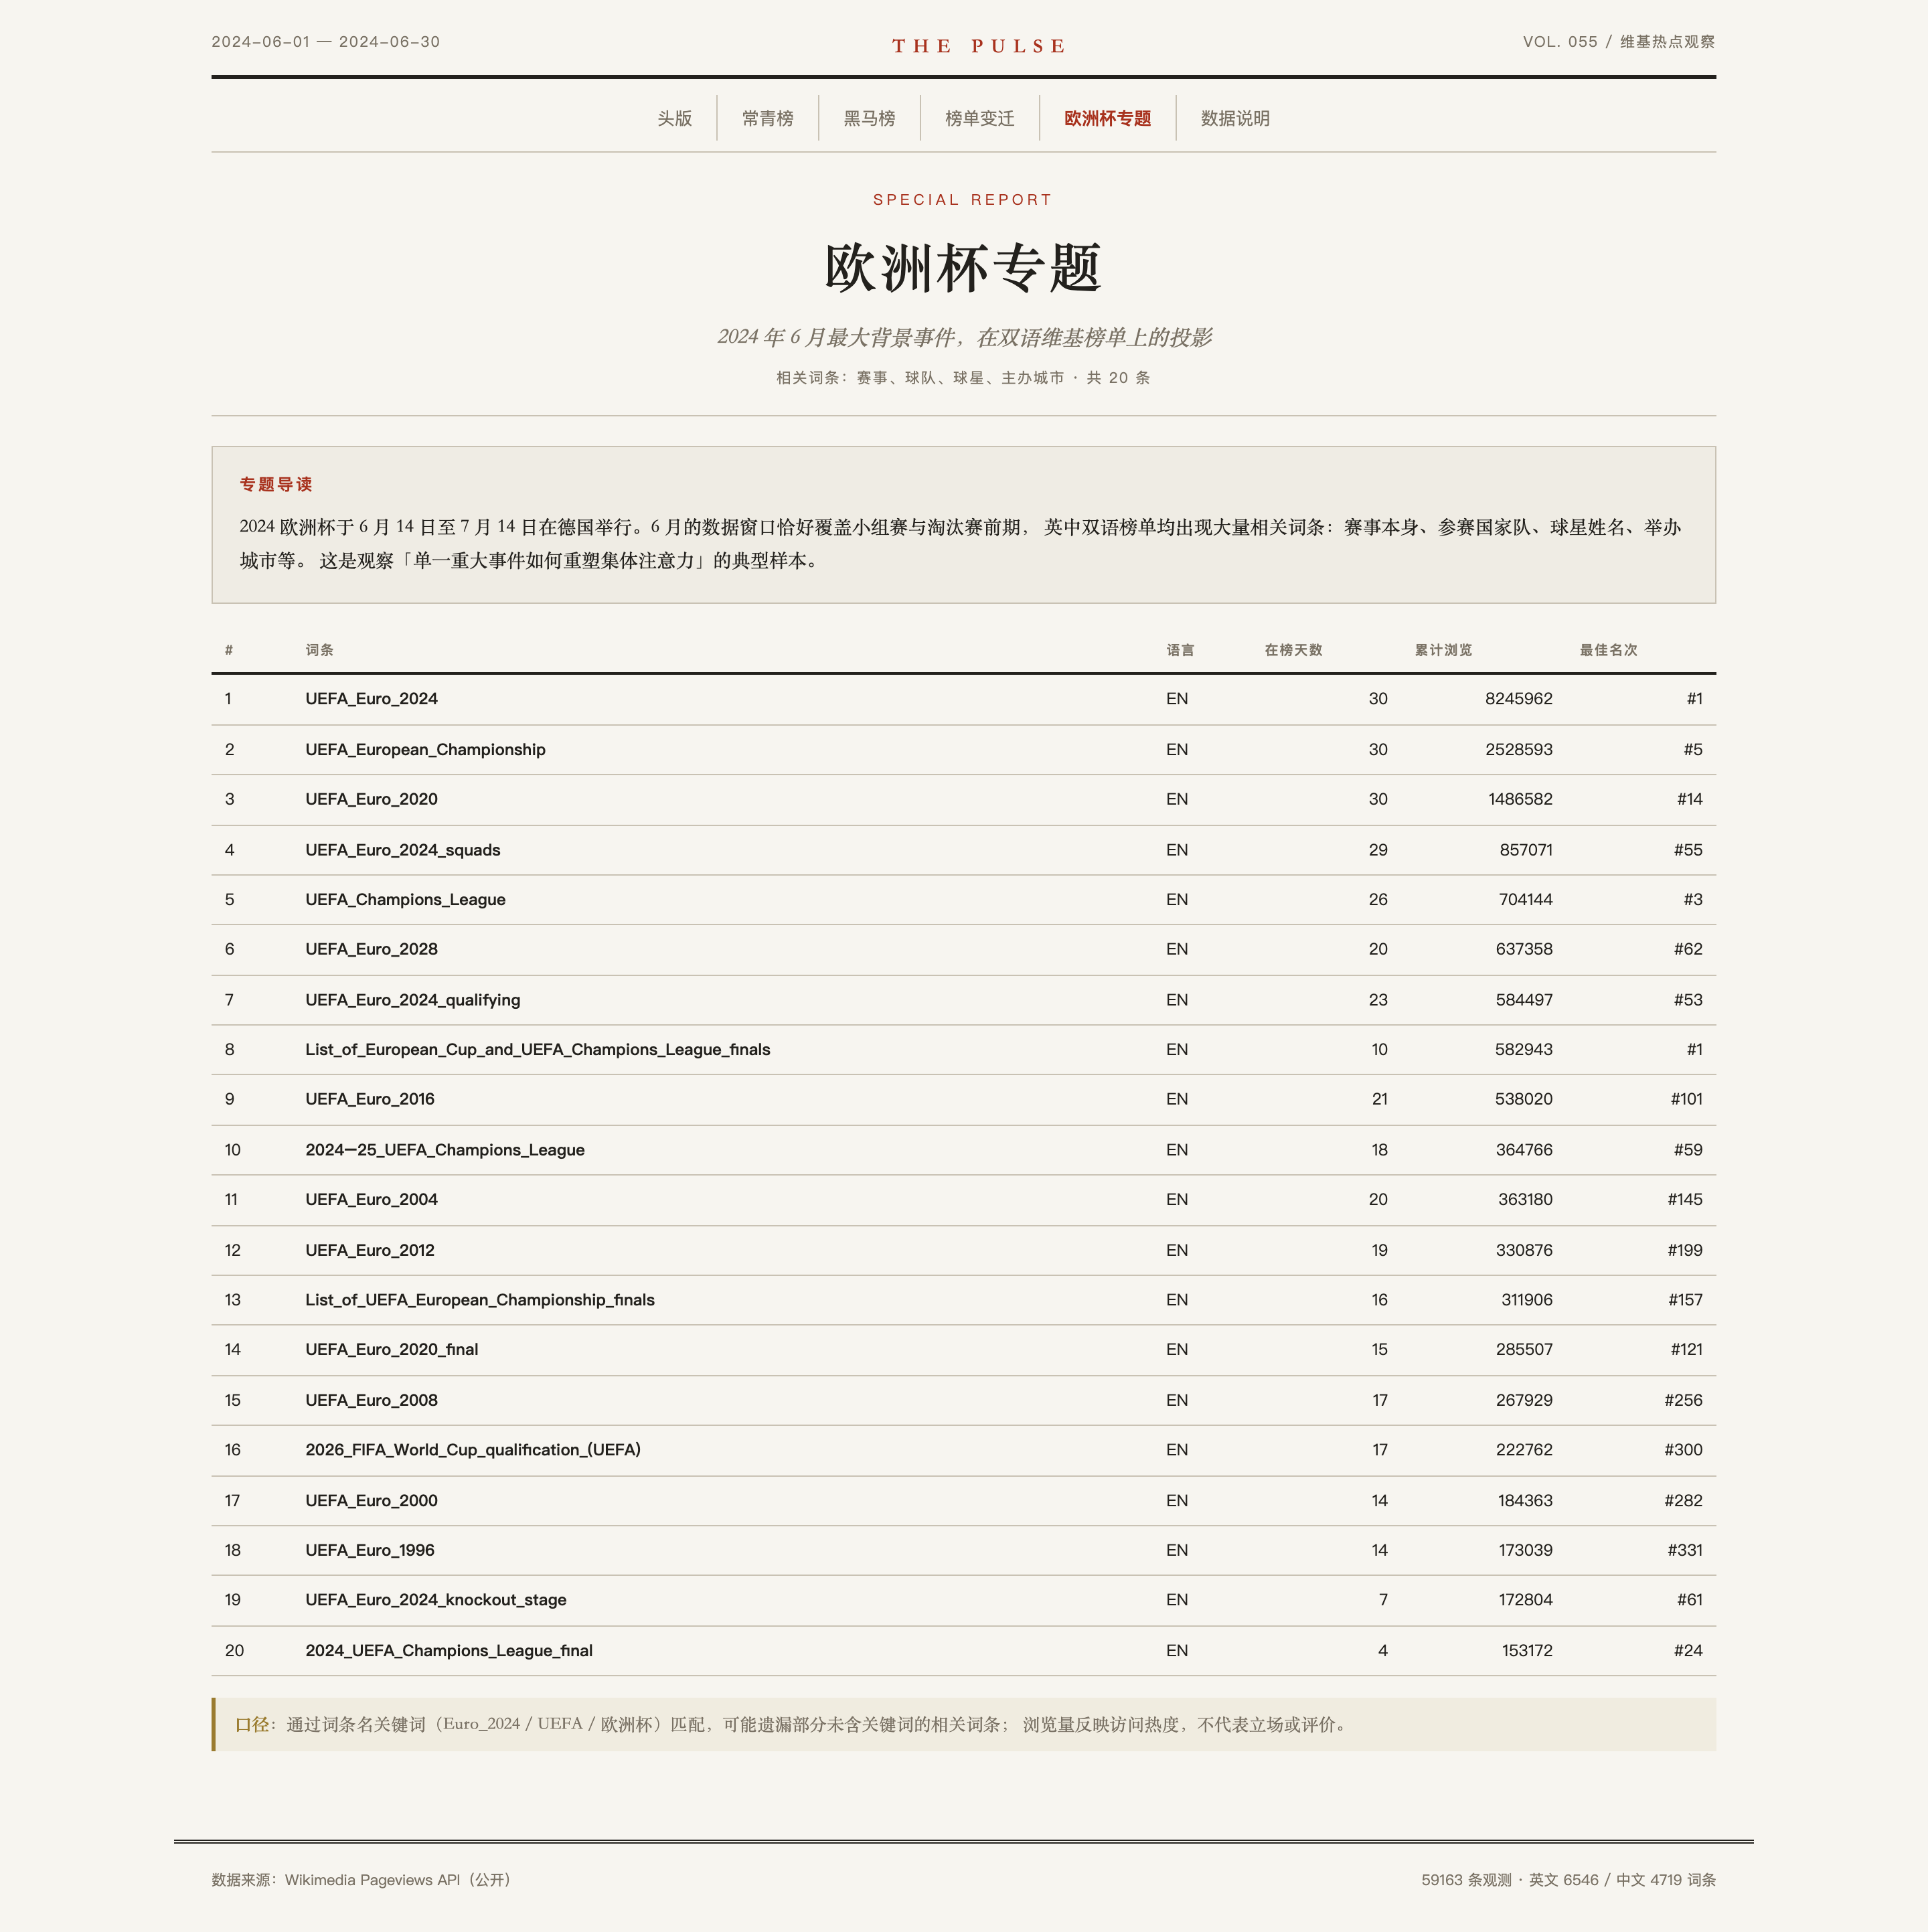 2024–06–01 — 2024–06–30
THE PULSE
VOL. 055 / 维基热点观察
头版 常青榜 黑马榜 榜单变迁 欧洲杯专题 数据说明
SPECIAL REPORT
欧洲杯专题
2024 年 6 月最大背景事件，在双语维基榜单上的投影
相关词条：赛事、球队、球星、主办城市 · 共 20 条
专题导读
2024 欧洲杯于 6 月 14 日至 7 月 14 日在德国举行。6 月的数据窗口恰好覆盖小组赛与淘汰赛前期， 英中双语榜单均出现大量相关词条：赛事本身、参赛国家队、球星姓名、举办
城市等。 这是观察「单一重大事件如何重塑集体注意力」的典型样本。
# 词条 语言 在榜天数 累计浏览 最佳名次
1 UEFA_Euro_2024 EN 30 8245962 #1
2 UEFA_European_Championship EN 30 2528593 #5
3 UEFA_Euro_2020 EN 30 1486582 #14
4 UEFA_Euro_2024_squads EN 29 857071 #55
5 UEFA_Champions_League EN 26 704144 #3
6 UEFA_Euro_2028 EN 20 637358 #62
7 UEFA_Euro_2024_qualifying EN 23 584497 #53
8 List_of_European_Cup_and_UEFA_Champions_League_finals EN 10 582943 #1
9 UEFA_Euro_2016 EN 21 538020 #101
10 2024–25_UEFA_Champions_League EN 18 364766 #59
11 UEFA_Euro_2004 EN 20 363180 #145
12 UEFA_Euro_2012 EN 19 330876 #199
13 List_of_UEFA_European_Championship_finals EN 16 311906 #157
14 UEFA_Euro_2020_final EN 15 285507 #121
15 UEFA_Euro_2008 EN 17 267929 #256
16 2026_FIFA_World_Cup_qualification_(UEFA) EN 17 222762 #300
17 UEFA_Euro_2000 EN 14 184363 #282
18 UEFA_Euro_1996 EN 14 173039 #331
19 UEFA_Euro_2024_knockout_stage EN 7 172804 #61
20 2024_UEFA_Champions_League_final EN 4 153172 #24
口径：通过词条名关键词（Euro_2024 / UEFA / 欧洲杯）匹配，可能遗漏部分未含关键词的相关词条； 浏览量反映访问热度，不代表立场或评价。
数据来源：Wikimedia Pageviews API（公开）
59163 条观测 · 英文 6546 / 中文 4719 词条